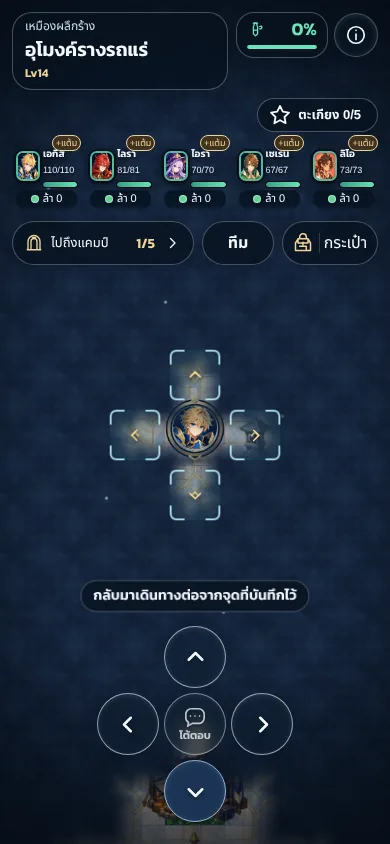 เหมืองผลึกร้าง
อุโมงค์รางรถแร่
Lv14
0%
ตะเกียง 0/5
+แต้ม +แต้ม +แต้ม +แต้ม +แต้ม
เอกิส ไลรา ไอรา เซเรน ลีโอ
110/110 81/81 70/70 67/67 73/73
ล้า 0 ล้า 0 ล้า 0 ล้า 0 ล้า 0
ไปถึงแคมป์ 1/5
ทีม
กระเป๋า
กลับมาเดินทางต่อจากจุดที่บันทึกไว้
โต้ตอบ